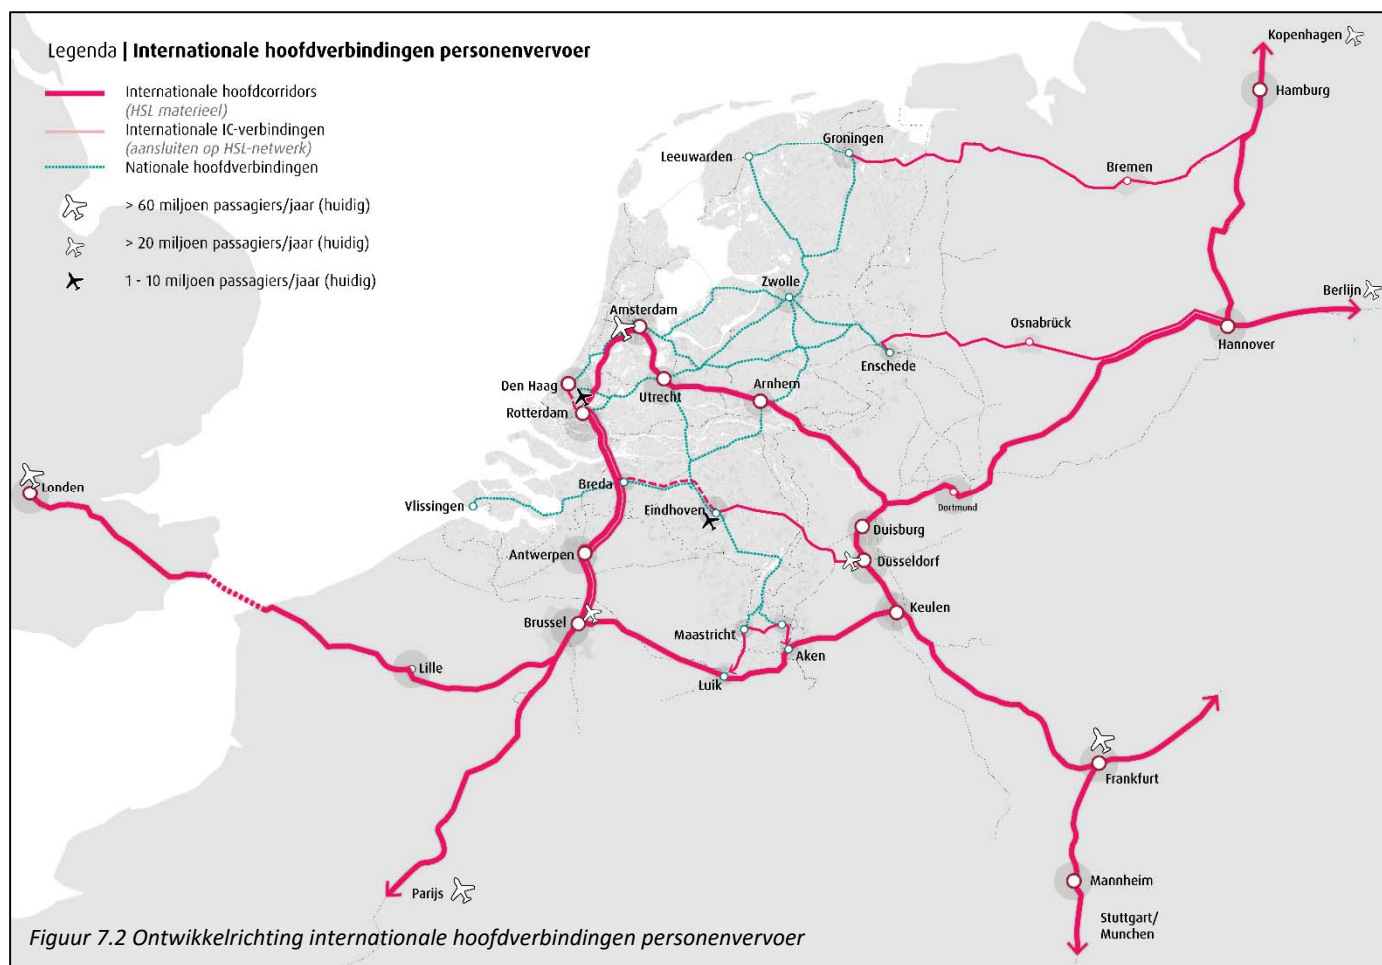 Legenda | Internationale hoofdverbindingen personenvervoer
Internationale hoofdcorridors
(HSL materieel)
Internationale IC-verbindingen
(aansluiten op HSL-netwerk)
Nationale hoofdverbindingen
> 60 miljoen passagiers/jaar (huidig)
> 20 miljoen passagiers/jaar (huidig)
1 - 10 miljoen passagiers/jaar (huidig)
Kopenhagen
Hamburg
Groningen
Leeuwarden
Bremen
Zwolle
Berlijn
Amsterdam
Osnabrück
Hannover
Enschede
Den Haag
Utrecht
Arnhem
Rotterdam
Londen
Breda
Vlissingen
Eindhoven
Dortmund
Duisburg
Antwerpen
Düsseldorf
Keulen
Brussel
Maastricht
Aken
Lille
Luik
Frankfurt
Parijs
Mannheim
Stuttgart/
Munchen
Figuur 7.2 Ontwikkelrichting internationale hoofdverbindingen personenvervoer